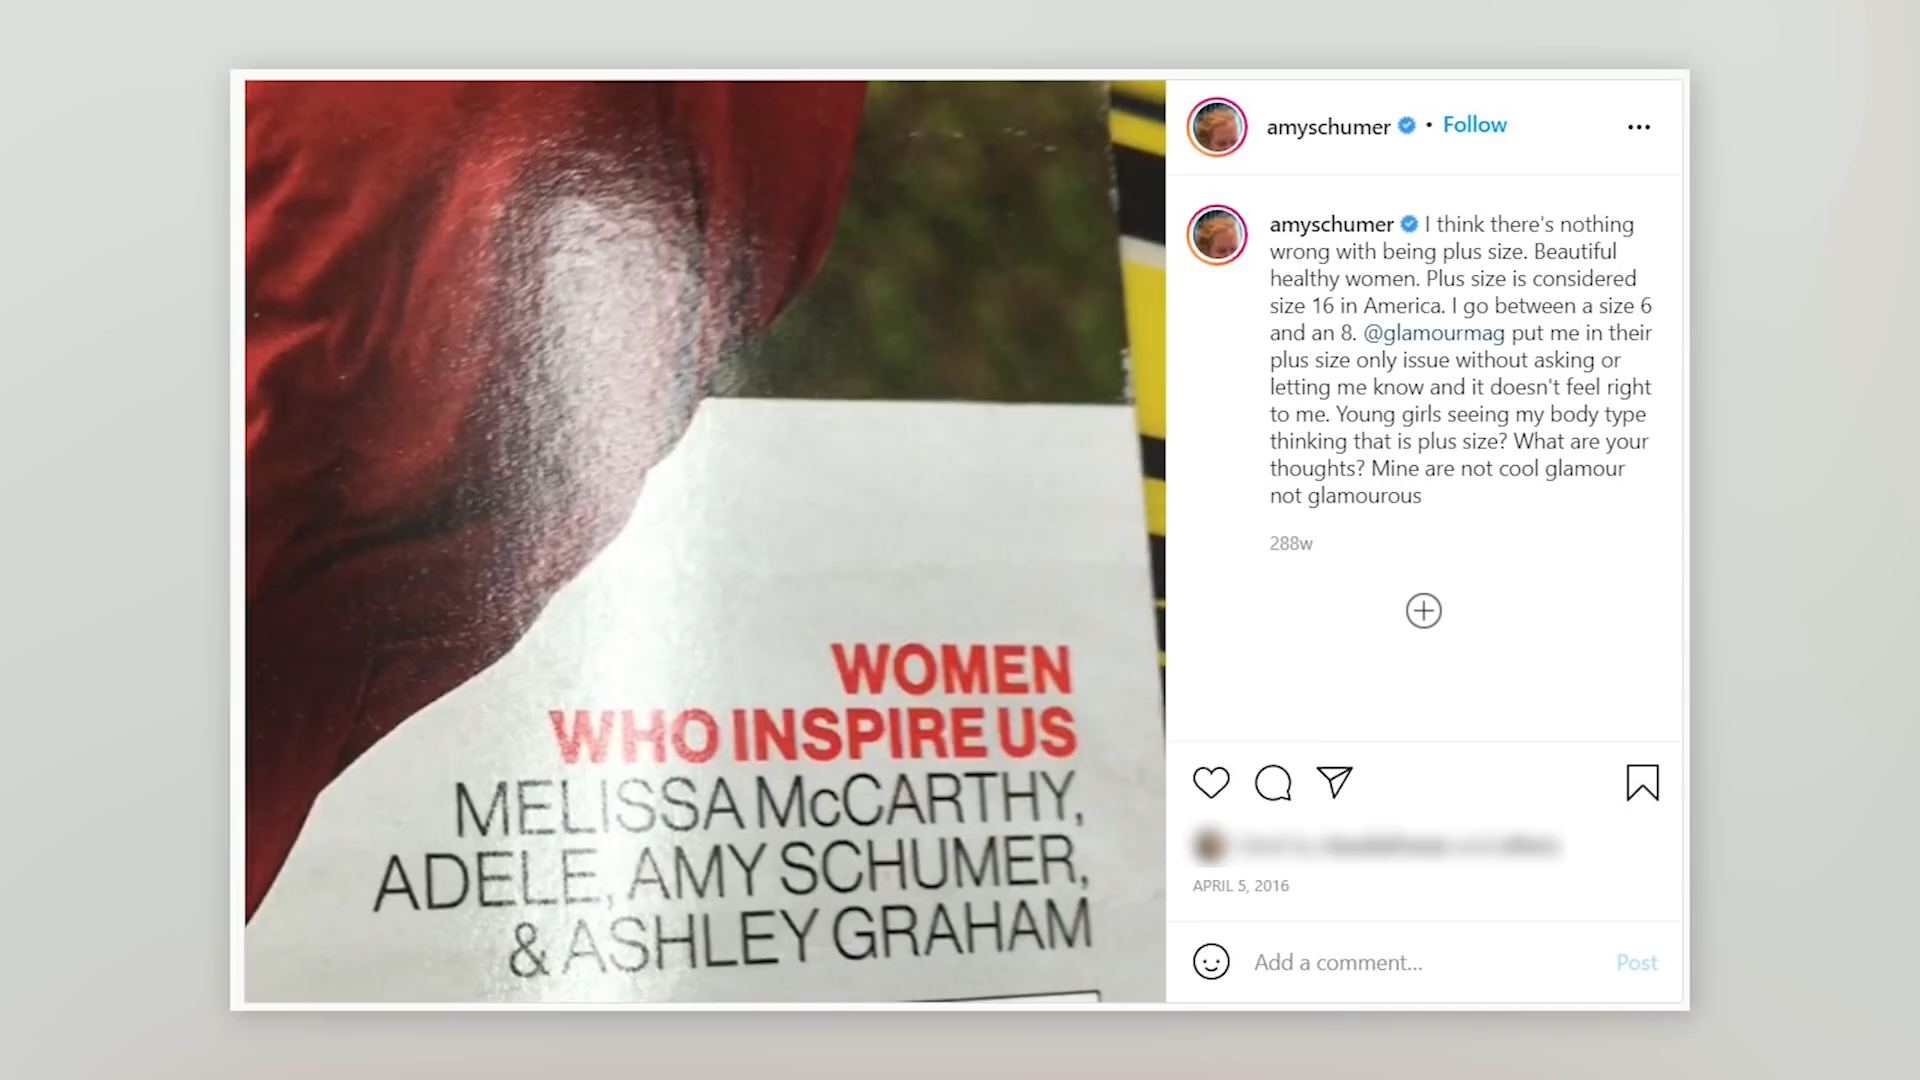 WOMEN
WHO INSPIRE US
MELISSA McCARTHY,
ADELE, AMY SCHUMER,
& ASHLEY GRAHAM
amyschumer • Follow
amyschumer I think there's nothing
wrong with being plus size. Beautiful
healthy women. Plus size is considered
size 16 in America. I go between a size 6
and an 8. @glamourmag put me in their
plus size only issue without asking or
letting me know and it doesn't feel right
to me. Young girls seeing my body type
thinking that is plus size? What are your
thoughts? Mine are not cool glamour
not glamourous
288w
APRIL 5, 2016
Add a comment... Post